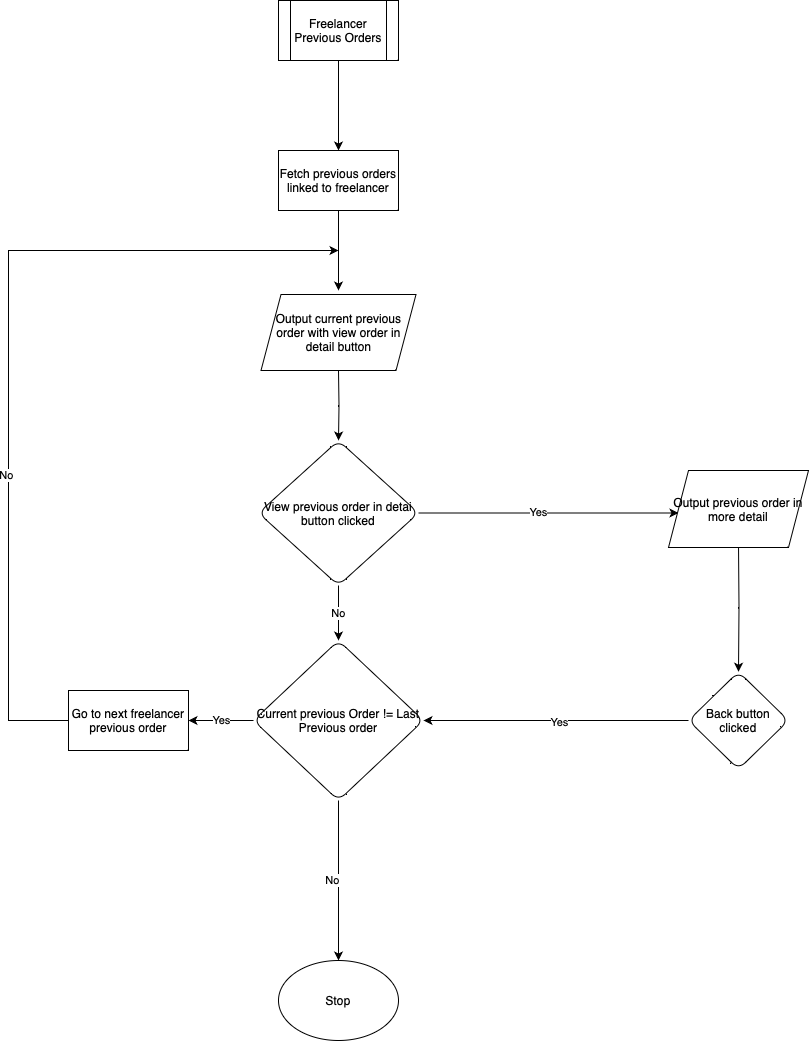 Freelancer
Previous Orders
Fetch previous orders
linked to freelancer
Output current previous
order with view order in
detail button
No
View previous order in detai
button clicked
Yes
Output previous order in
more detail
No
Go to next freelancer
previous order
Yes
Current previous Order != Last
Previous order
Yes
Back button
clicked
No
Stop